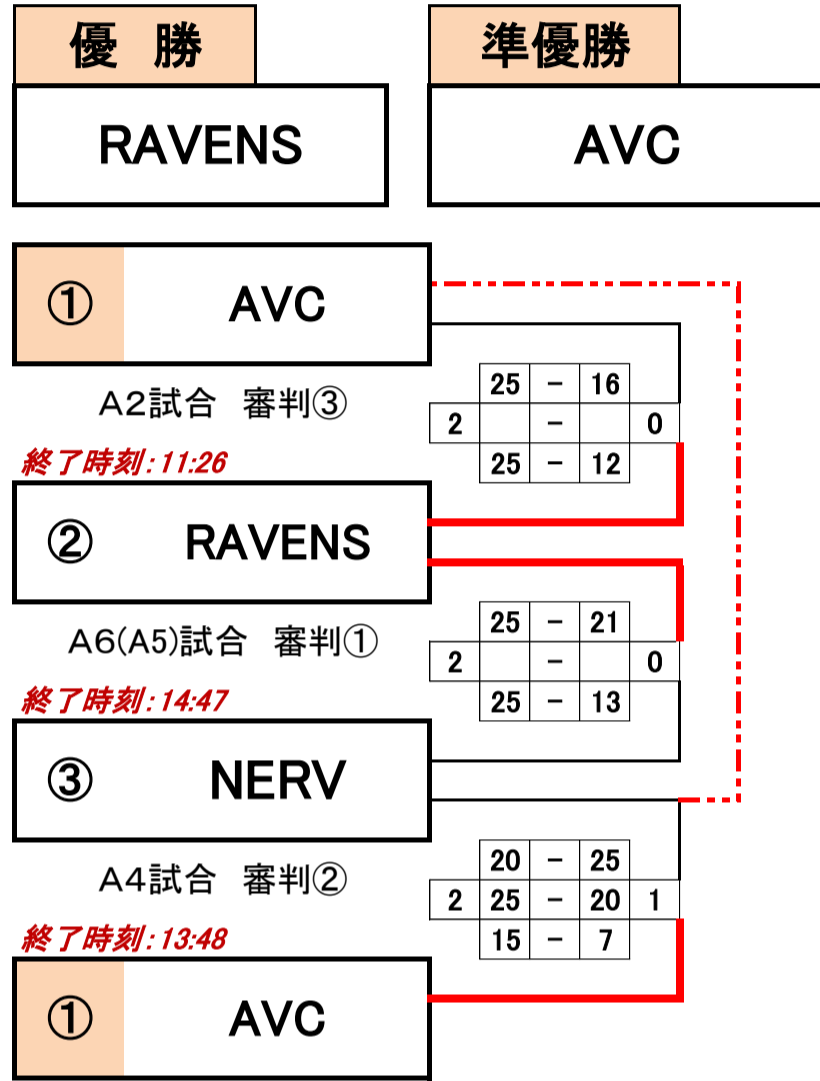 優 勝
準優勝
RAVENS
AVC
① AVC
25 － 16
A2試合 審判③
2 － 0
終了時刻：11:26
25 － 12
② RAVENS
25 － 21
A6(A5)試合 審判①
2 － 0
終了時刻：14:47
25 － 13
③ NERV
20 － 25
A4試合 審判②
2 25 － 20 1
終了時刻：13:48
15 － 7
① AVC